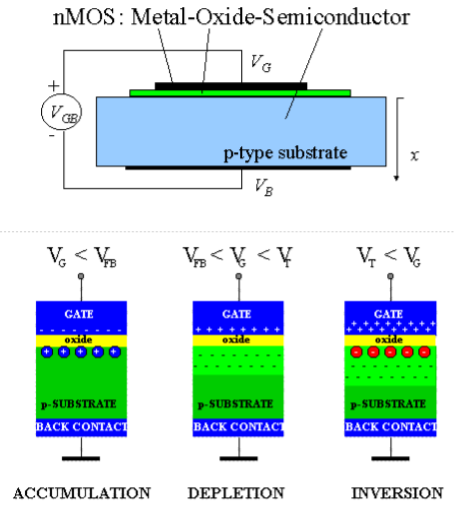 nMOS: Metal-Oxide-Semiconductor
V_G
+
V_GB
-
p-type substrate
x
V_B
V_G < V_FB
V_FB < V_G < V_T
V_T < V_G
GATE
- - - - - -
oxide
+ + + + +
p-SUBSTRATE
BACK CONTACT
ACCUMULATION
GATE
+ + + + + + + + +
oxide
- - - - - -
- - - - - -
p-SUBSTRATE
BACK CONTACT
DEPLETION
GATE
+ + + + + + + + +
+ + + + + + + + +
oxide
- - - - -
- - - - - -
- - - - - -
p-SUBSTRATE
BACK CONTACT
INVERSION